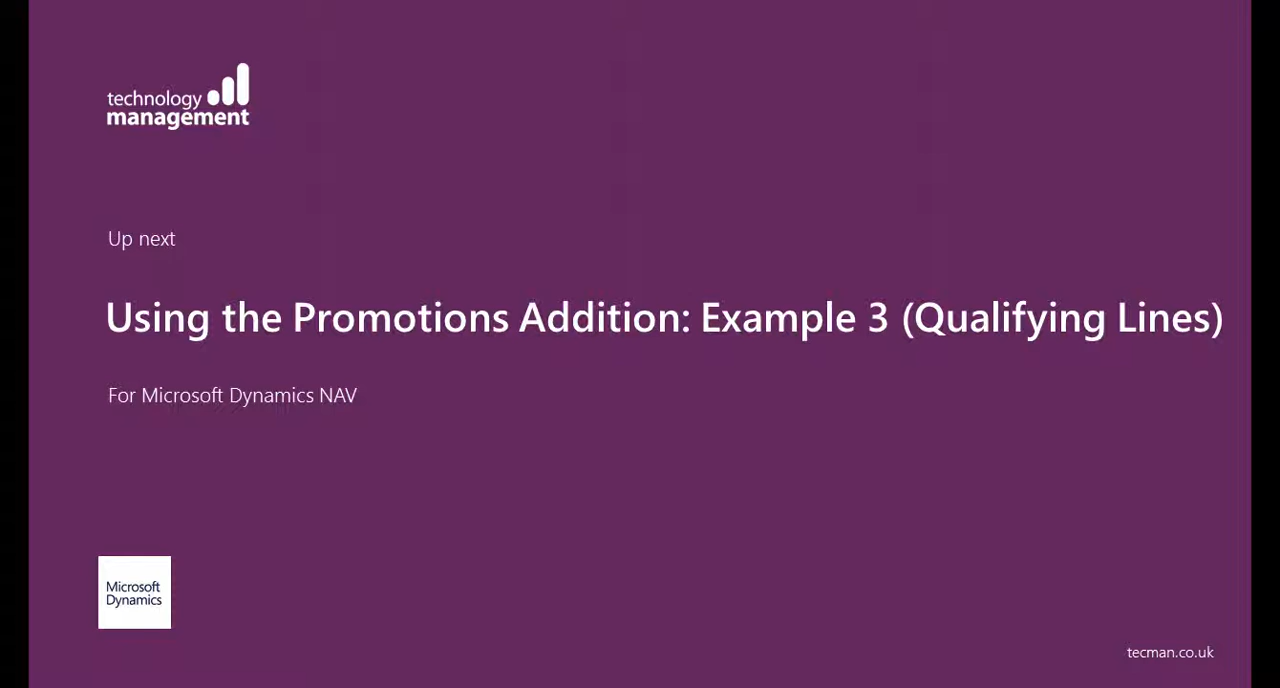 technology
management
Up next
Using the Promotions Addition: Example 3 (Qualifying Lines)
For Microsoft Dynamics NAV
Microsoft
Dynamics
tecman.co.uk